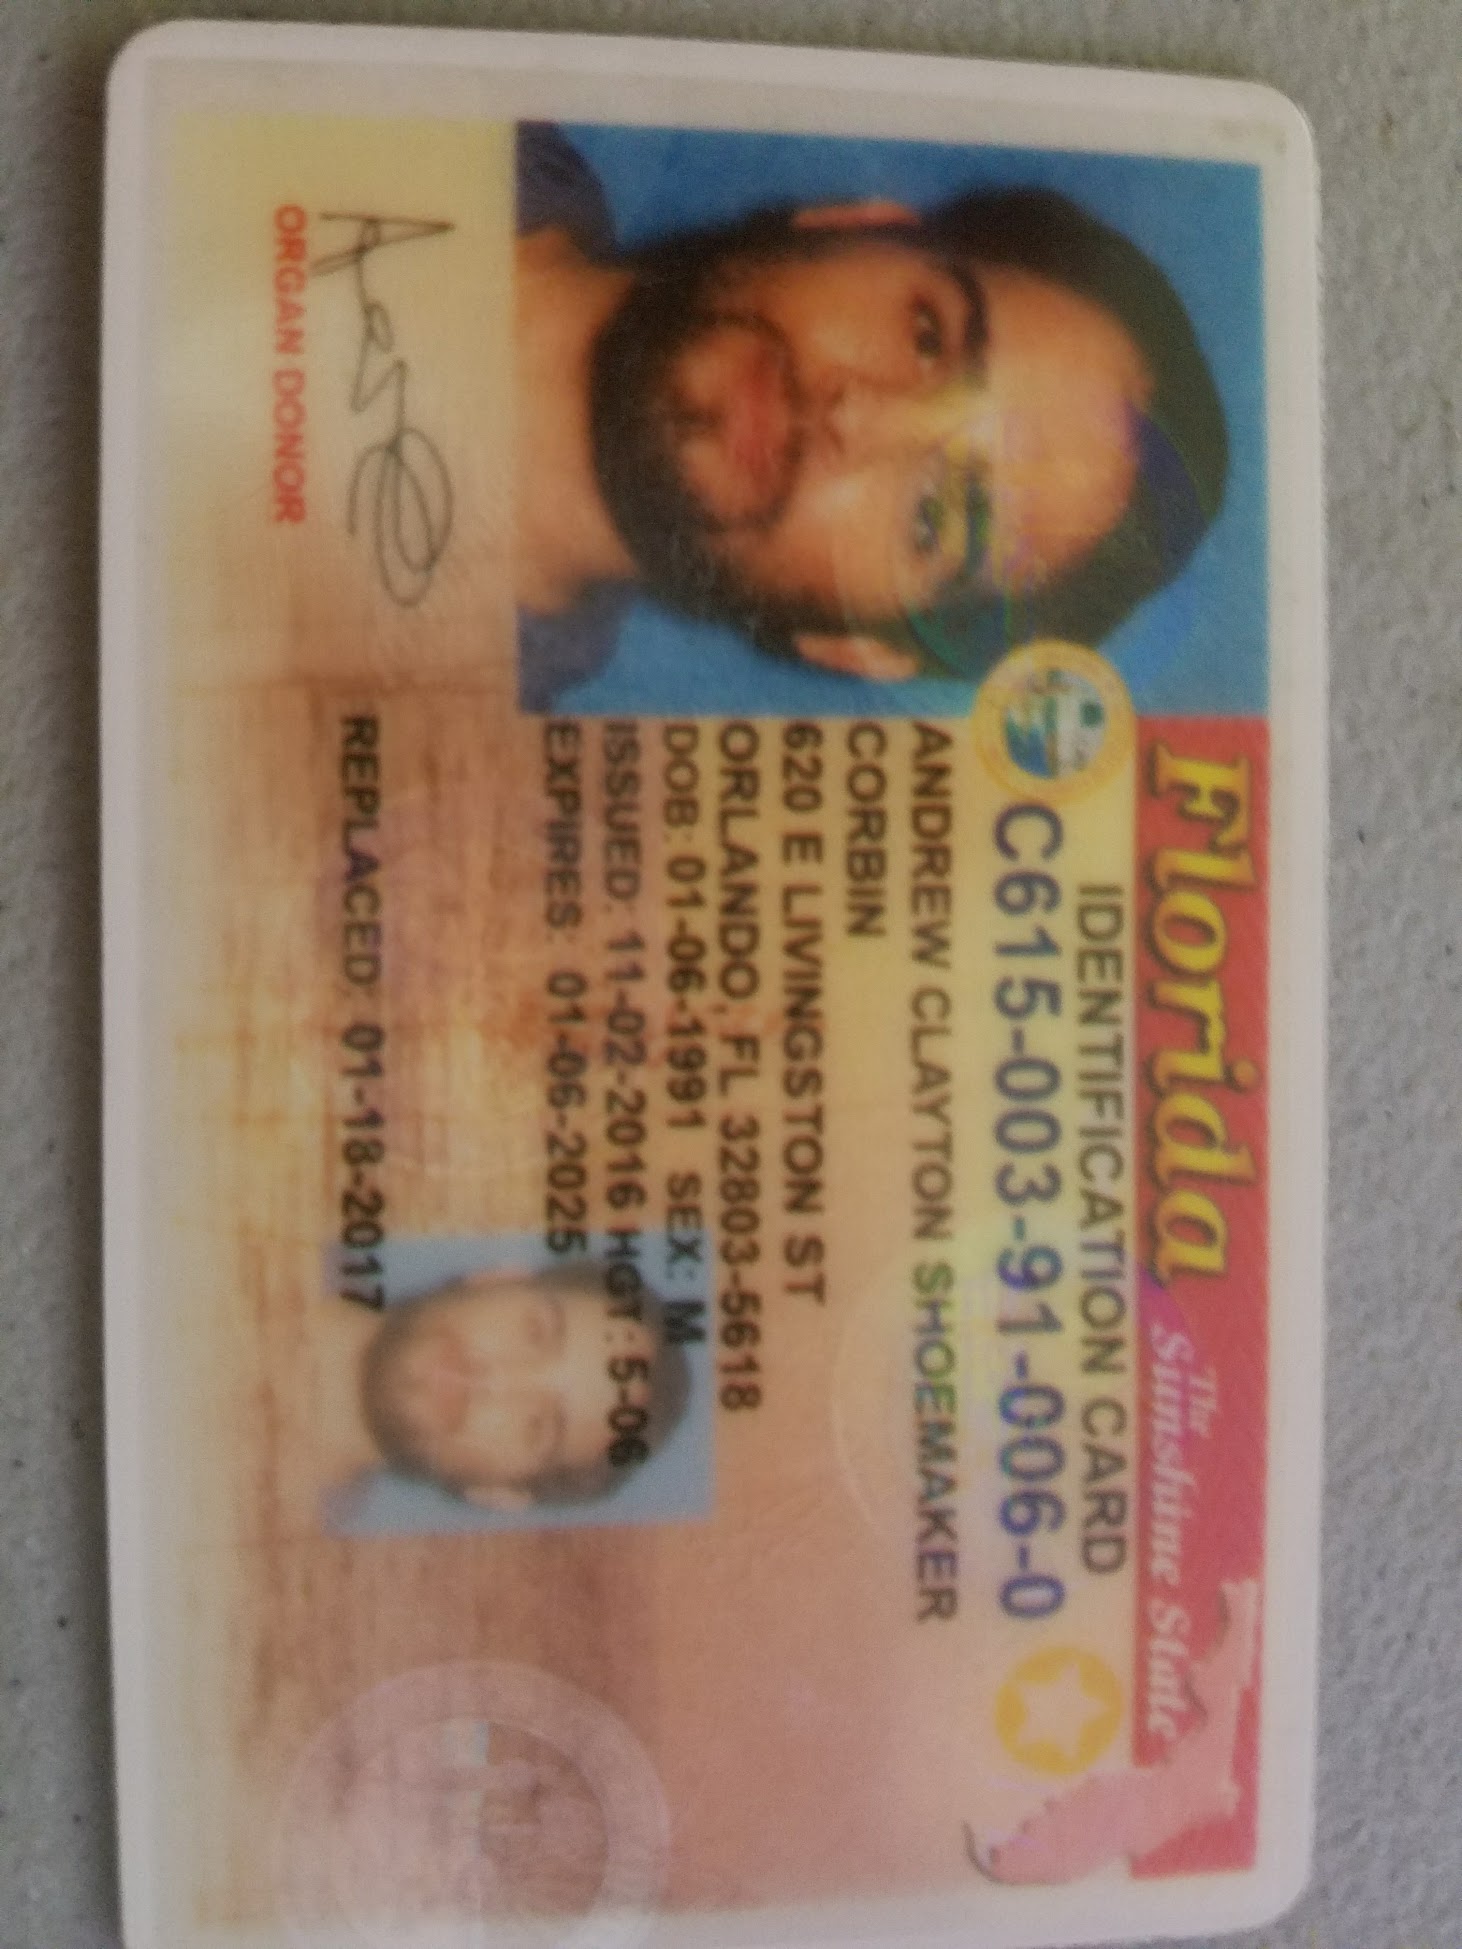 Florida The Sunshine State
IDENTIFICATION CARD
C615-003-91-006-0
ANDREW CLAYTON SHOEMAKER
CORBIN
620 E LIVINGSTON ST
ORLANDO, FL 32803-5618
DOB: 01-06-1991 SEX: M
ISSUED: 11-02-2016 HGT: 5-06
EXPIRES: 01-06-2025
REPLACED: 01-18-2017
ORGAN DONOR